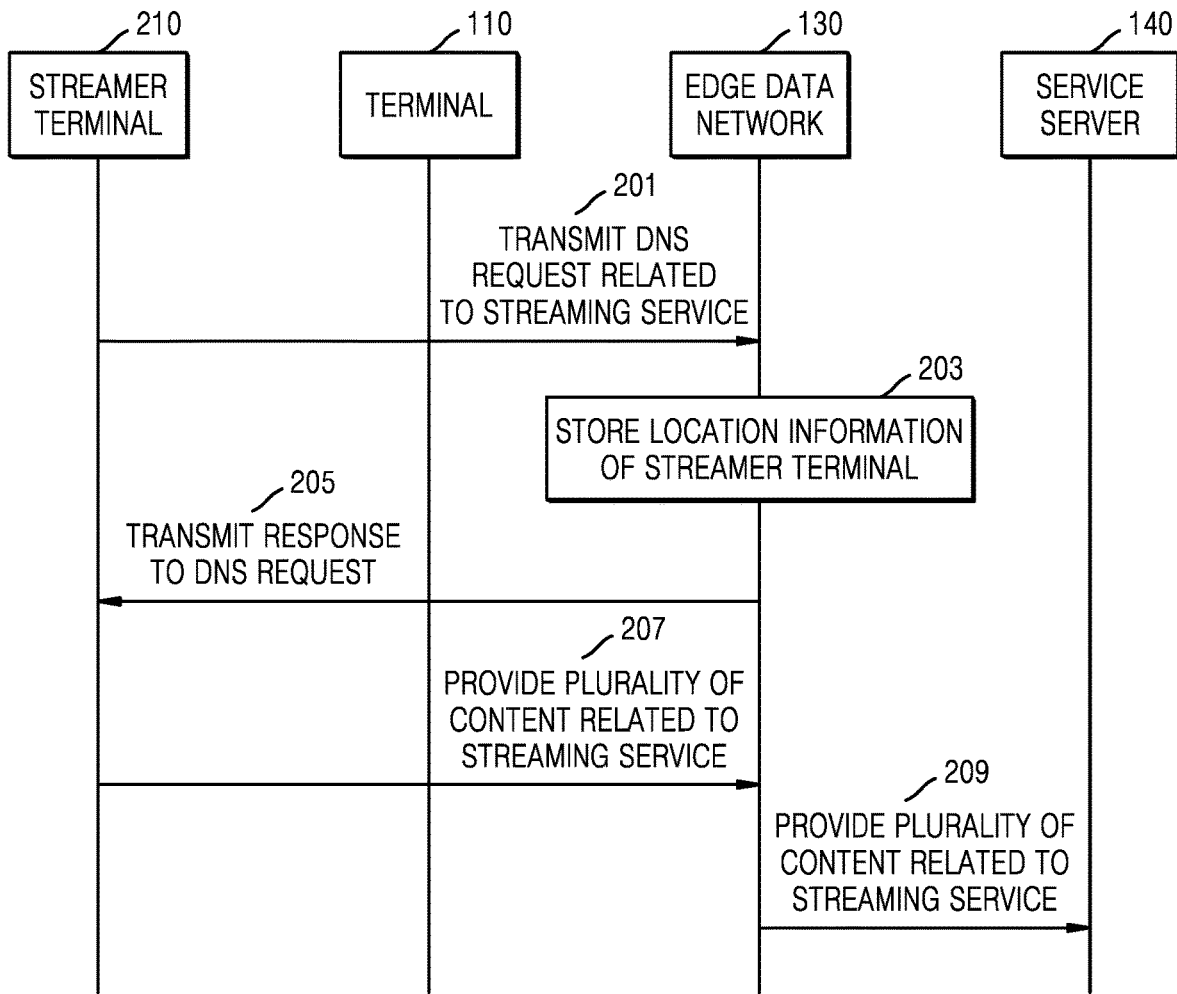 210
110
130
140
STREAMER
TERMINAL
TERMINAL
EDGE DATA
NETWORK
SERVICE
SERVER
201
TRANSMIT DNS
REQUEST RELATED
TO STREAMING SERVICE
203
STORE LOCATION INFORMATION
OF STREAMER TERMINAL
205
TRANSMIT RESPONSE
TO DNS REQUEST
207
PROVIDE PLURALITY OF
CONTENT RELATED TO
STREAMING SERVICE
209
PROVIDE PLURALITY OF
CONTENT RELATED TO
STREAMING SERVICE